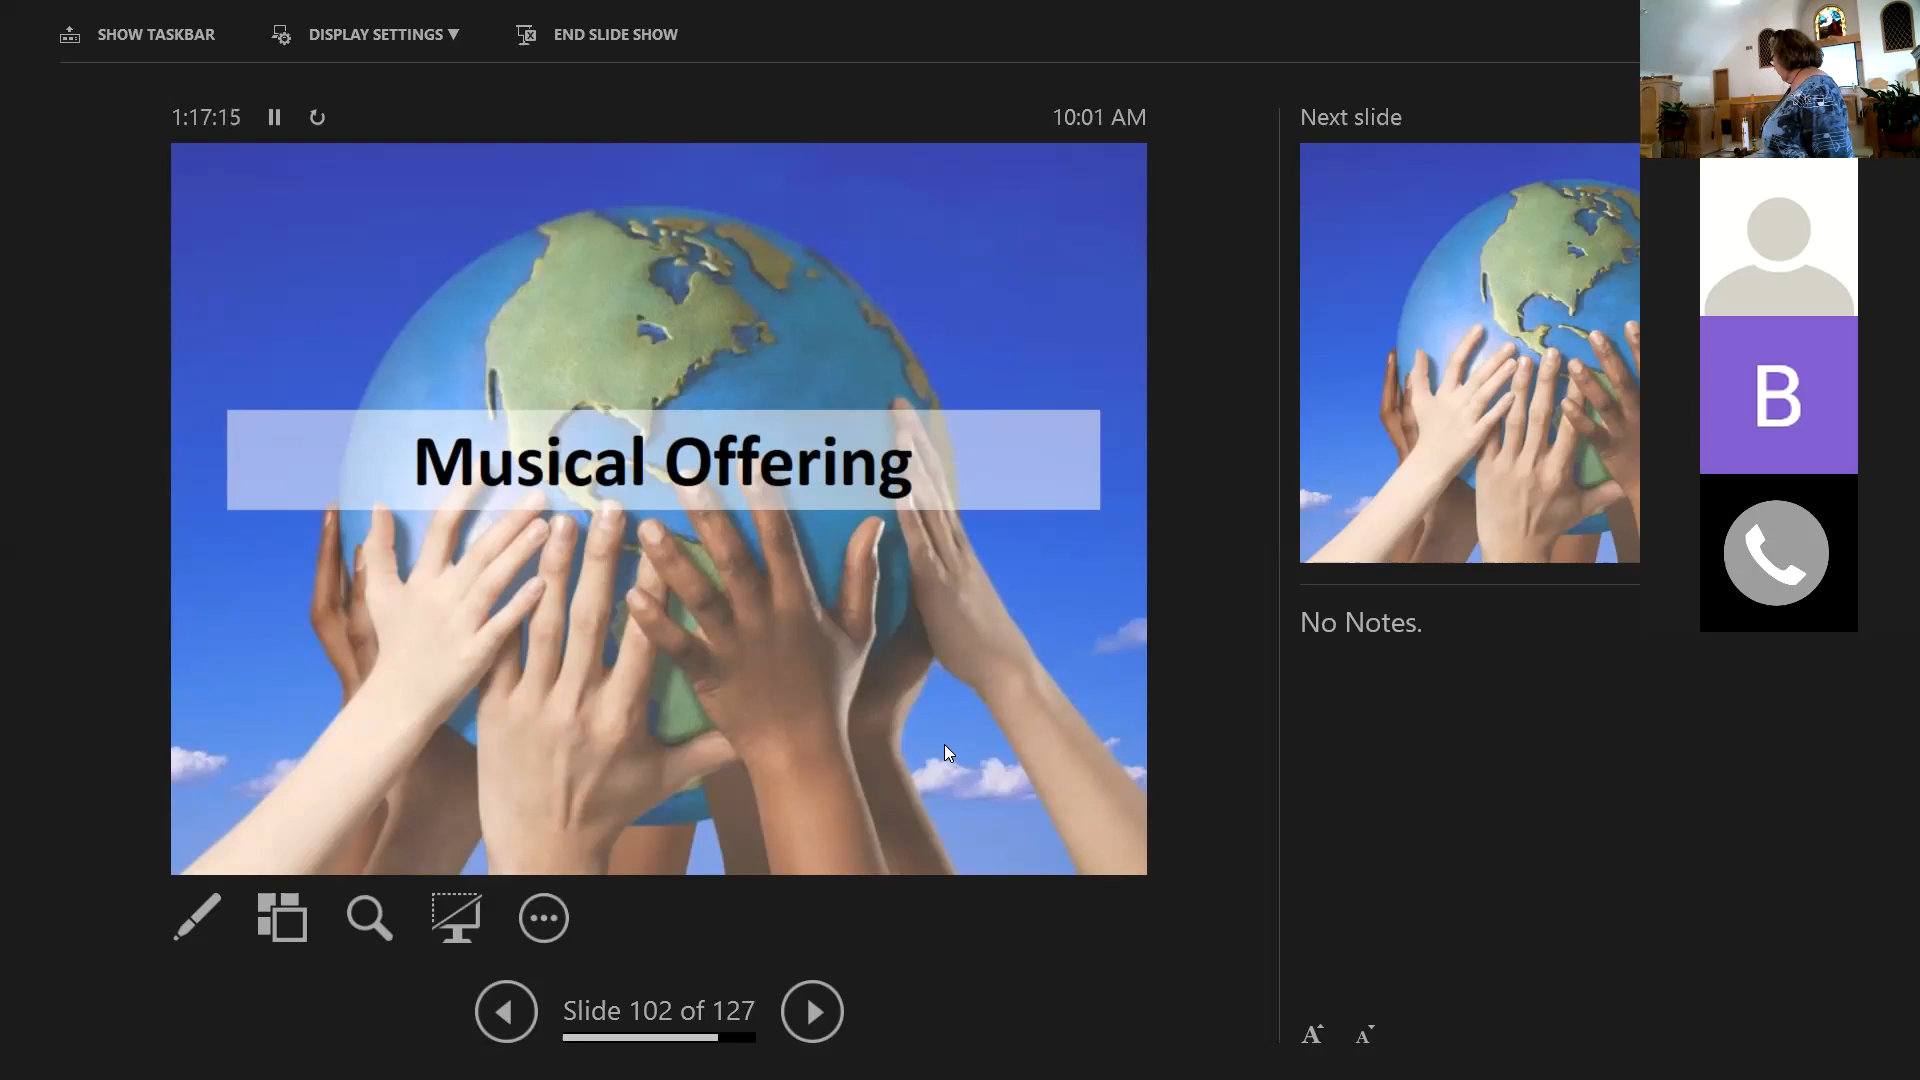 SHOW TASKBAR
DISPLAY SETTINGS ▼
END SLIDE SHOW
1:17:15
10:01 AM
Next slide
Musical Offering
B
No Notes.
Slide 102 of 127
A A